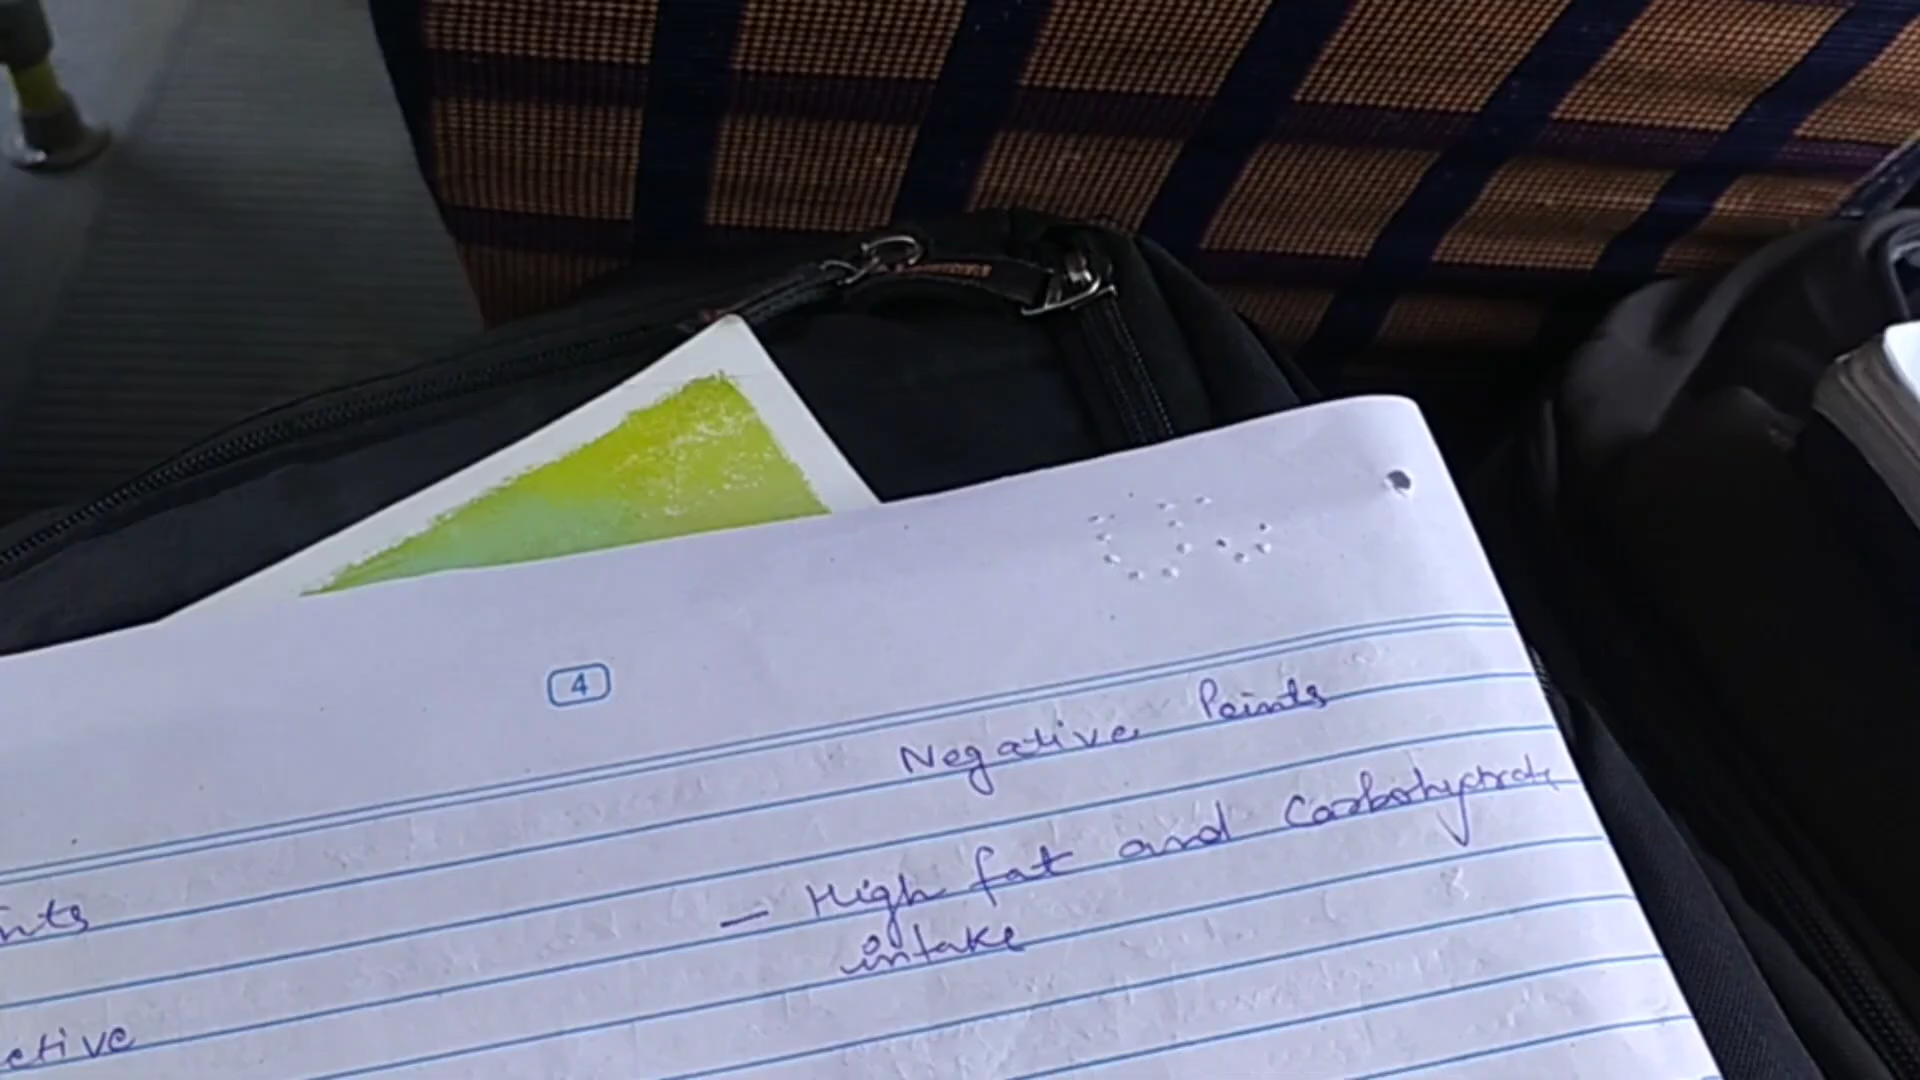 4
Negative Points
nts
- High fat and Carbohydrate
intake
ctive